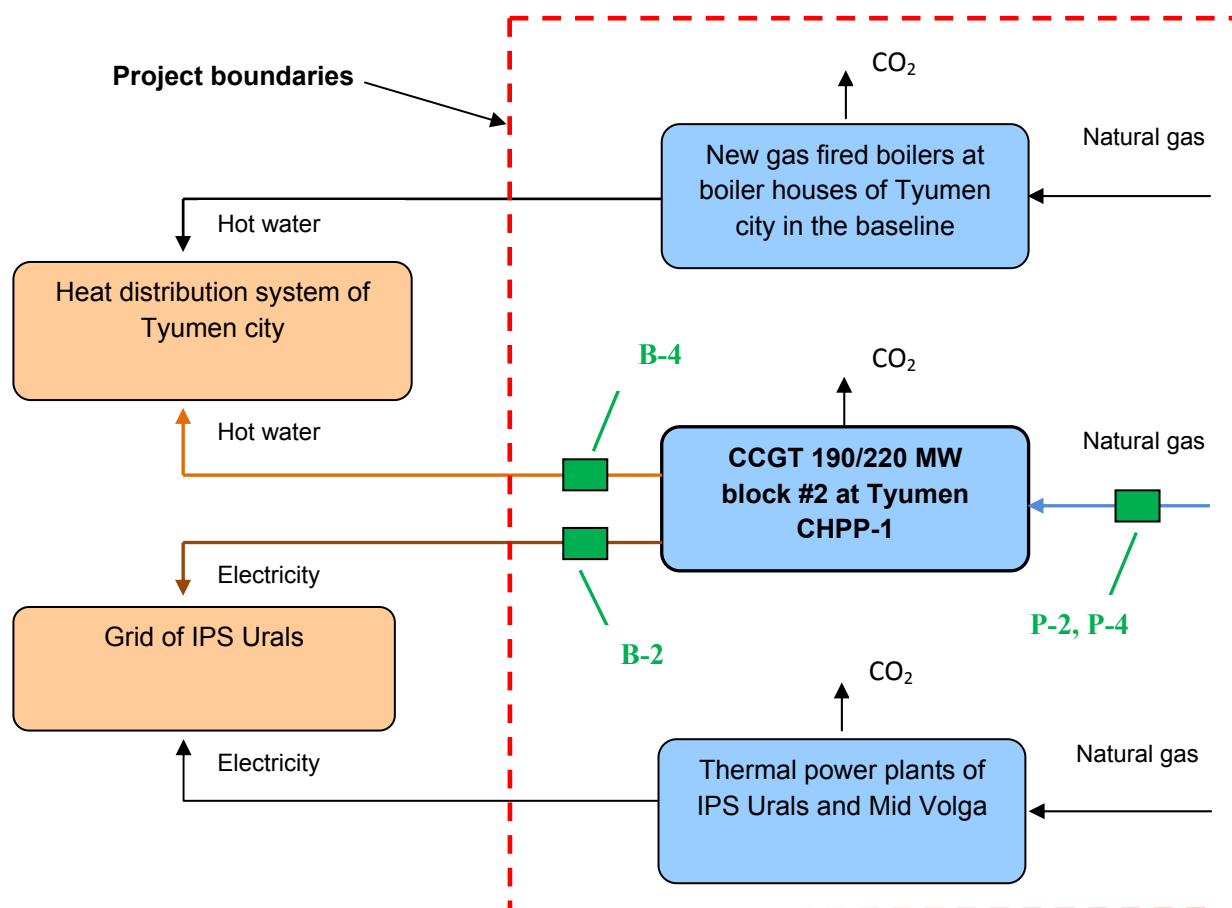 CO₂
Project boundaries
Natural gas
New gas fired boilers at
boiler houses of Tyumen
city in the baseline
Hot water
Heat distribution system of
Tyumen city
B-4
CO₂
Hot water
Natural gas
CCGT 190/220 MW
block #2 at Tyumen
CHPP-1
Electricity
P-2, P-4
Grid of IPS Urals
B-2
CO₂
Electricity
Natural gas
Thermal power plants of
IPS Urals and Mid Volga